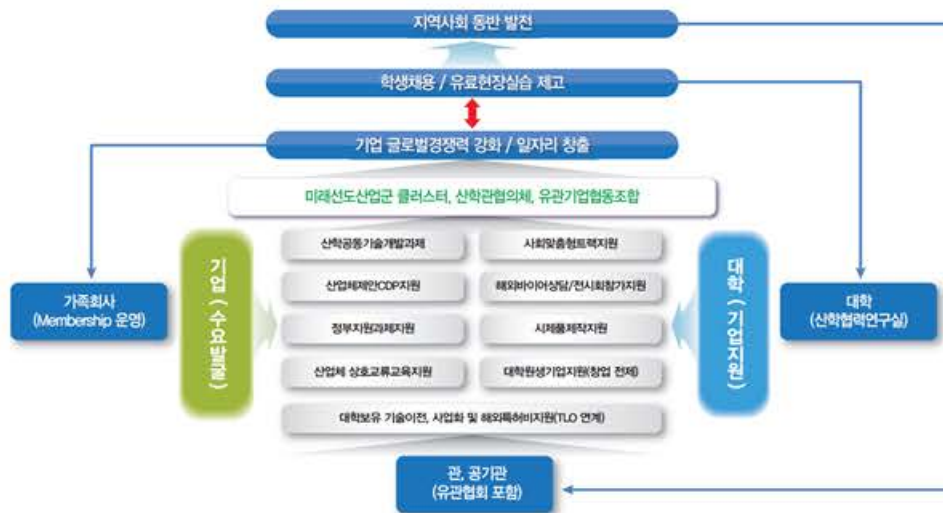 지역사회 동반 발전
학생채용 / 유료현장실습 제고
기업 글로벌경쟁력 강화 / 일자리 창출
미래선도산업군 클러스터, 산학관협의체, 유관기업협동조합
기업 (수요발굴)
산학공동기술개발과제
사회맞춤형트랙지원
산업체제안CDP지원
해외바이어상담/전시회참가지원
정부지원과제지원
시제품제작지원
산업체 상호교류교육지원
대학원생기업지원(창업 전제)
대학보유 기술이전, 사업화 및 해외특허비지원(TLO 연계)
대학 (기업지원)
가족회사
(Membership 운영)
대학
(산학협력연구실)
관, 공기관
(유관협회 포함)